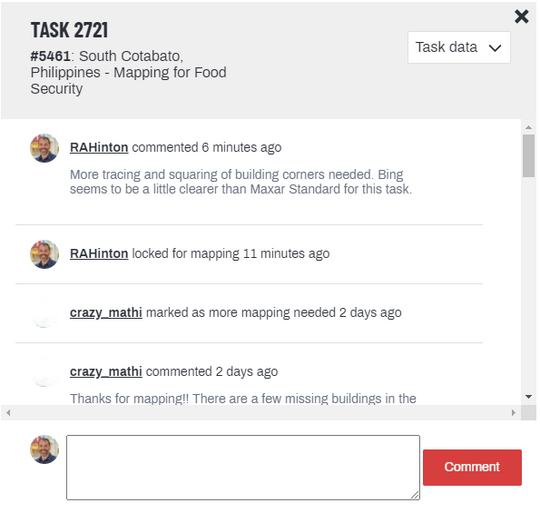 TASK 2721
#5461: South Cotabato,
Philippines - Mapping for Food
Security
Task data
RAHinton commented 6 minutes ago
More tracing and squaring of building corners needed. Bing
seems to be a little clearer than Maxar Standard for this task.
RAHinton locked for mapping 11 minutes ago
crazy_mathi marked as more mapping needed 2 days ago
crazy_mathi commented 2 days ago
Thanks for mapping!! There are a few missing buildings in the
Comment